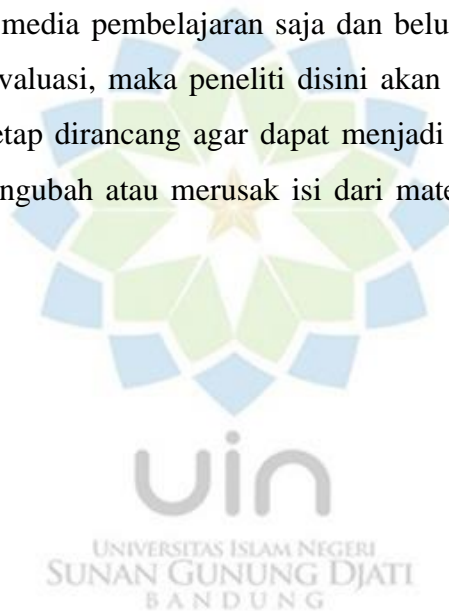 media pembelajaran saja dan belu
valuasi, maka peneliti disini akan
etap dirancang agar dapat menjadi
ngubah atau merusak isi dari mate
uin
UNIVERSITAS ISLAM NEGERI
SUNAN GUNUNG DJATI
BANDUNG